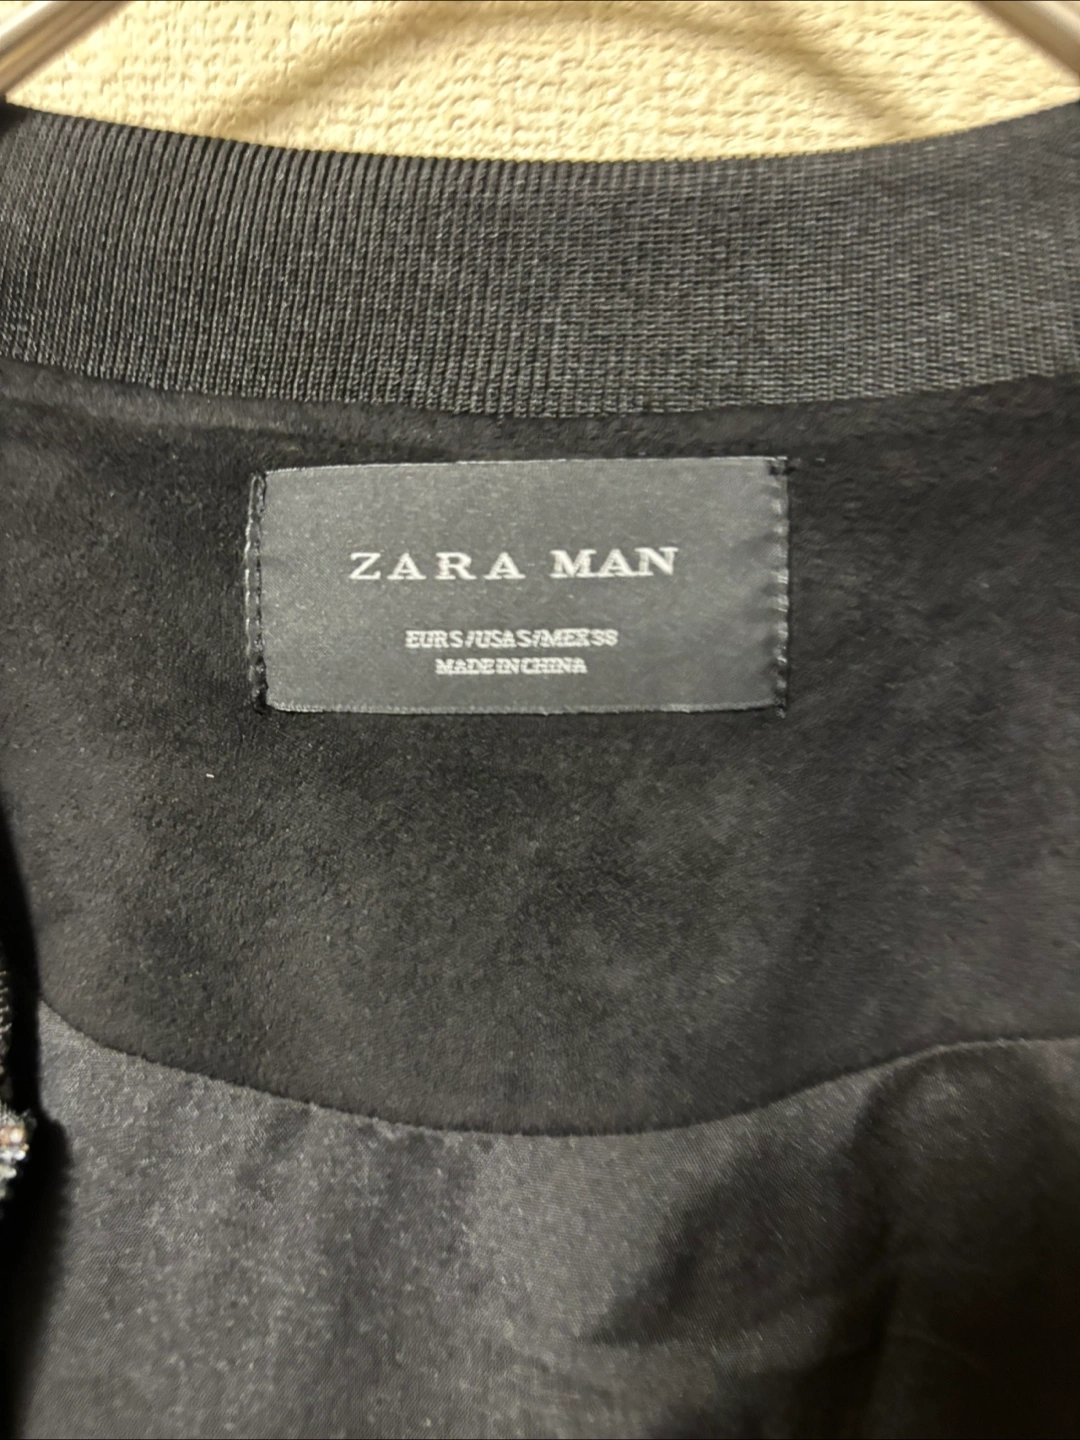 ZARA MAN
EUR S / USA S / MEX 38
MADE IN CHINA